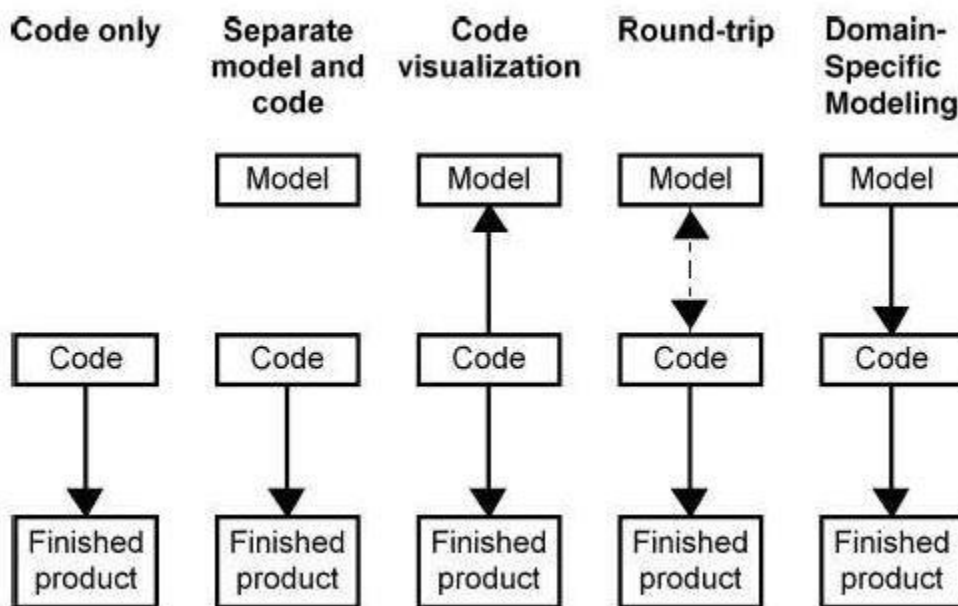 Code only
Separate
model and
code
Code
visualization
Round-trip
Domain-
Specific
Modeling
Model
Model
Model
Model
Code
Code
Code
Code
Code
Finished
product
Finished
product
Finished
product
Finished
product
Finished
product